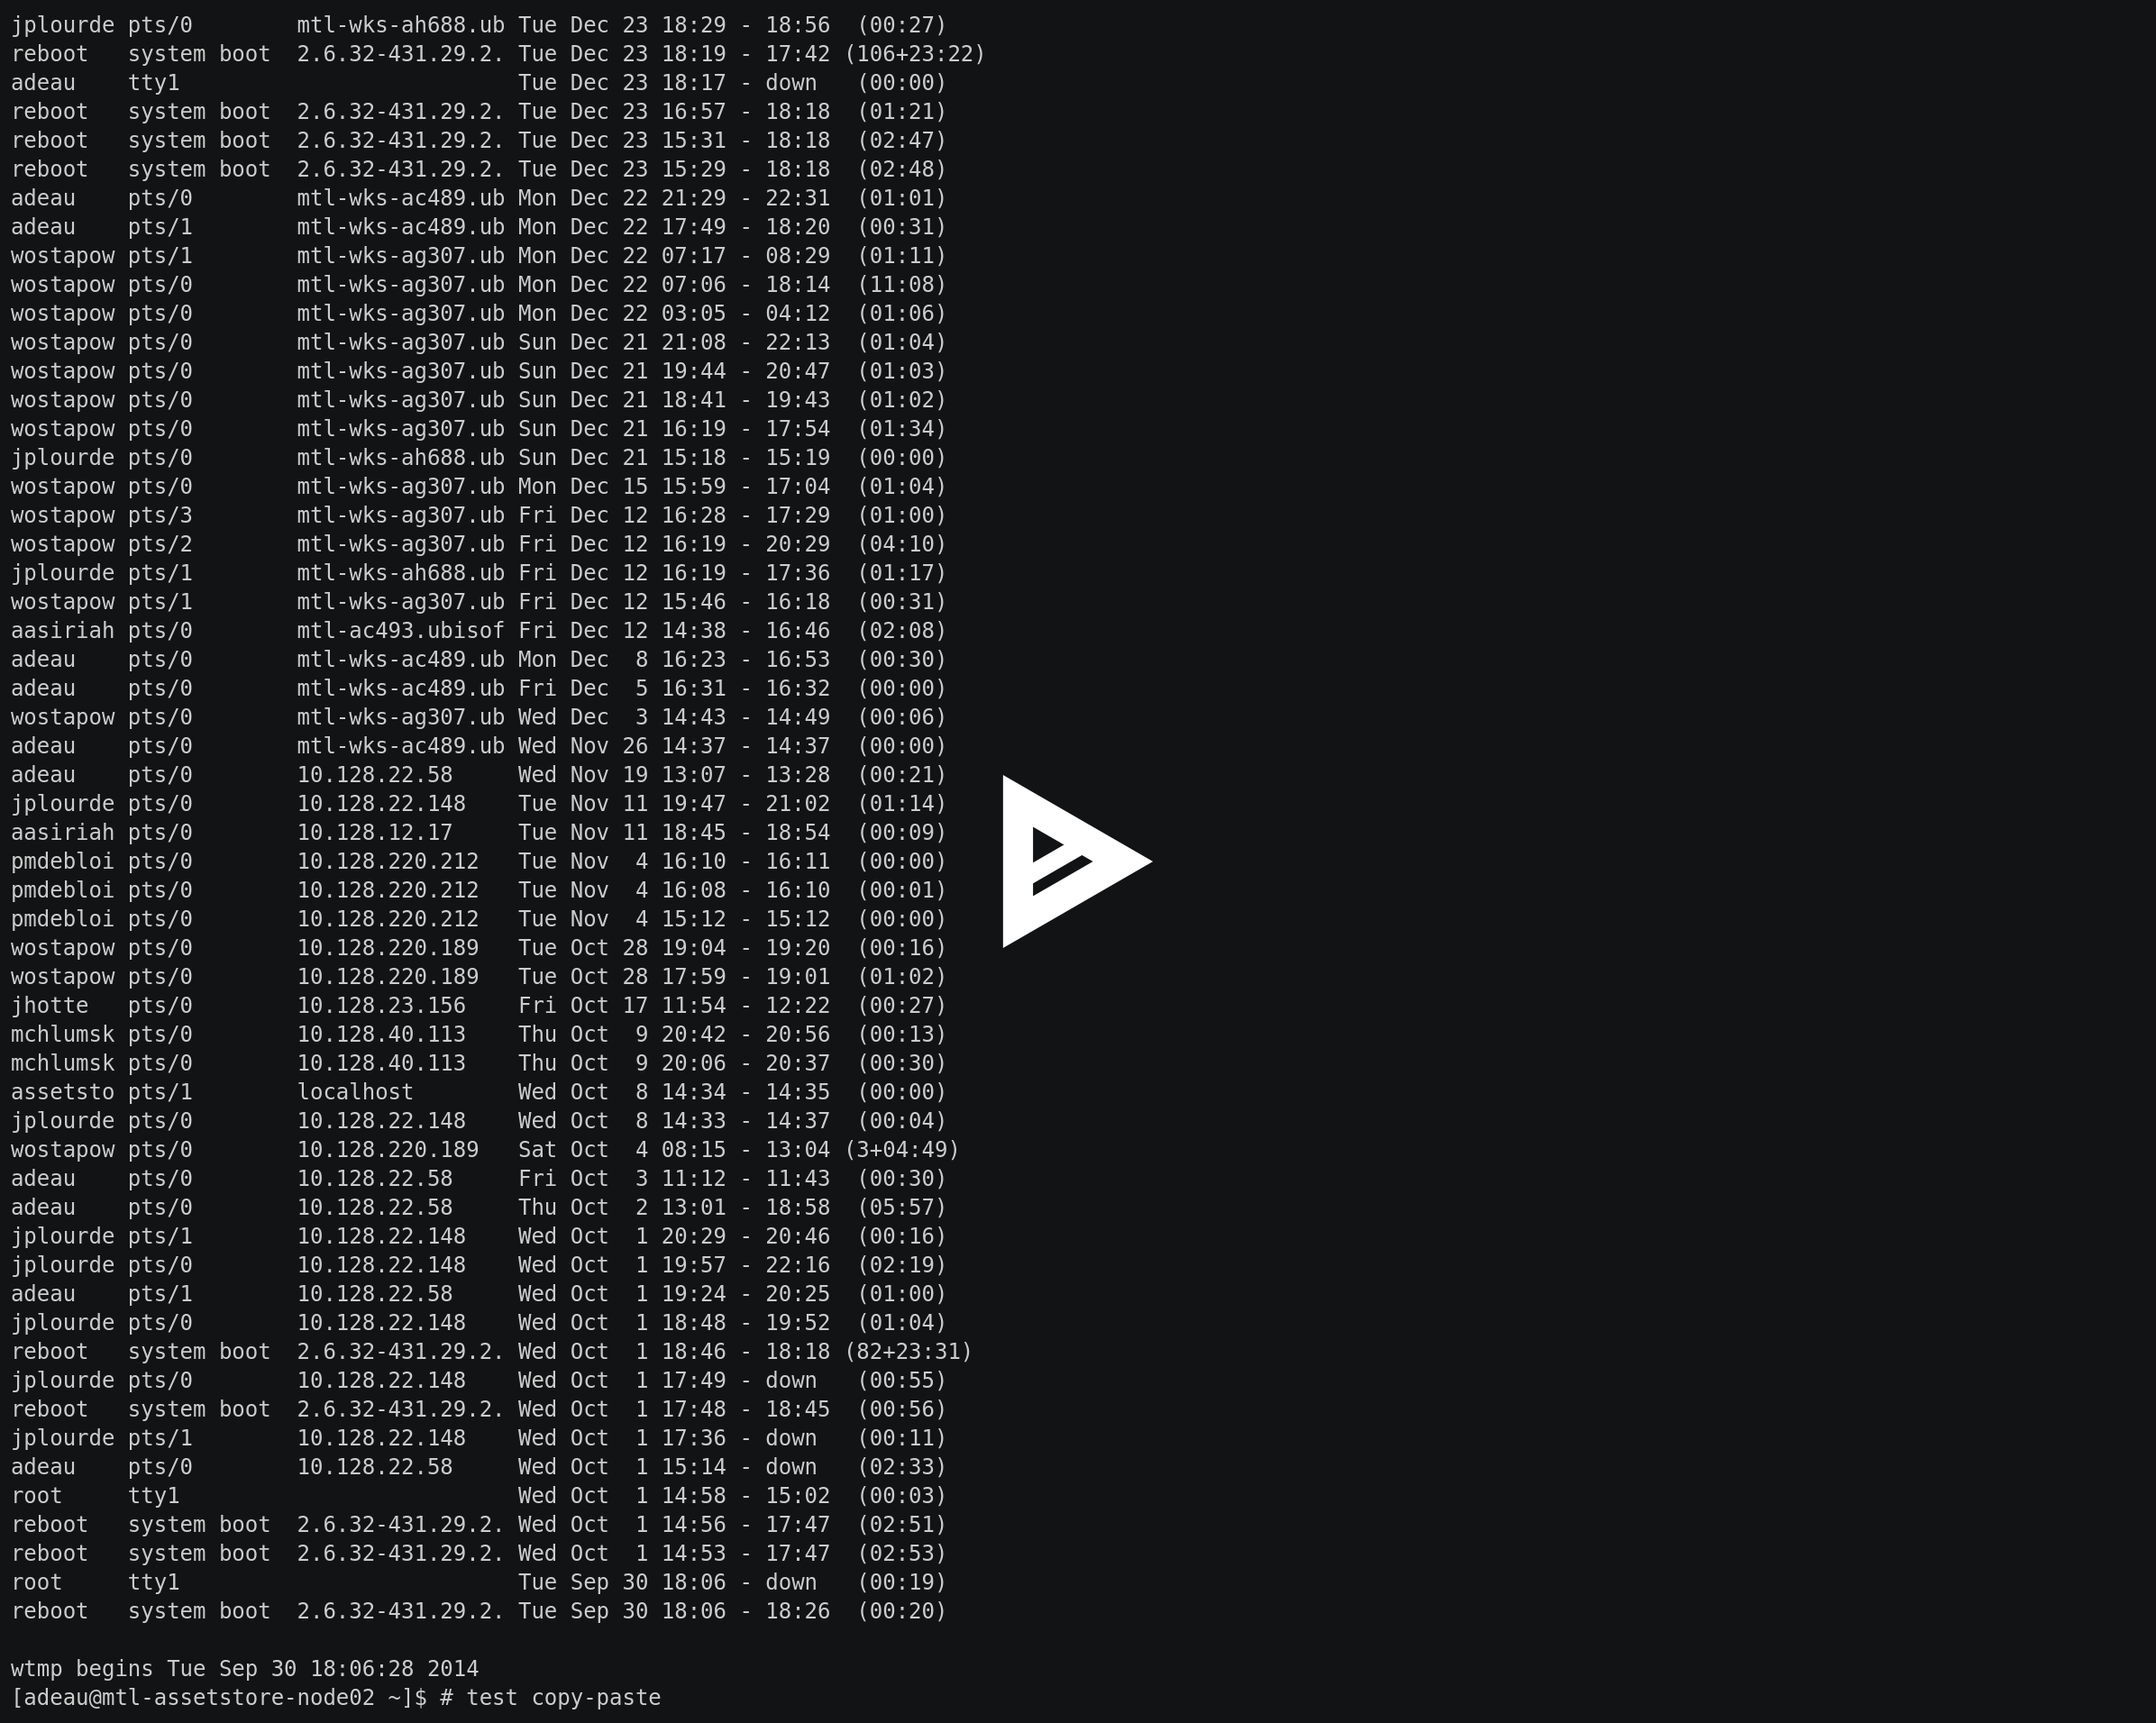 jplourde pts/0        mtl-wks-ah688.ub Tue Dec 23 18:29 - 18:56  (00:27)
reboot   system boot  2.6.32-431.29.2. Tue Dec 23 18:19 - 17:42 (106+23:22)
adeau    tty1                          Tue Dec 23 18:17 - down   (00:00)
reboot   system boot  2.6.32-431.29.2. Tue Dec 23 16:57 - 18:18  (01:21)
reboot   system boot  2.6.32-431.29.2. Tue Dec 23 15:31 - 18:18  (02:47)
reboot   system boot  2.6.32-431.29.2. Tue Dec 23 15:29 - 18:18  (02:48)
adeau    pts/0        mtl-wks-ac489.ub Mon Dec 22 21:29 - 22:31  (01:01)
adeau    pts/1        mtl-wks-ac489.ub Mon Dec 22 17:49 - 18:20  (00:31)
wostapow pts/1        mtl-wks-ag307.ub Mon Dec 22 07:17 - 08:29  (01:11)
wostapow pts/0        mtl-wks-ag307.ub Mon Dec 22 07:06 - 18:14  (11:08)
wostapow pts/0        mtl-wks-ag307.ub Mon Dec 22 03:05 - 04:12  (01:06)
wostapow pts/0        mtl-wks-ag307.ub Sun Dec 21 21:08 - 22:13  (01:04)
wostapow pts/0        mtl-wks-ag307.ub Sun Dec 21 19:44 - 20:47  (01:03)
wostapow pts/0        mtl-wks-ag307.ub Sun Dec 21 18:41 - 19:43  (01:02)
wostapow pts/0        mtl-wks-ag307.ub Sun Dec 21 16:19 - 17:54  (01:34)
jplourde pts/0        mtl-wks-ah688.ub Sun Dec 21 15:18 - 15:19  (00:00)
wostapow pts/0        mtl-wks-ag307.ub Mon Dec 15 15:59 - 17:04  (01:04)
wostapow pts/3        mtl-wks-ag307.ub Fri Dec 12 16:28 - 17:29  (01:00)
wostapow pts/2        mtl-wks-ag307.ub Fri Dec 12 16:19 - 20:29  (04:10)
jplourde pts/1        mtl-wks-ah688.ub Fri Dec 12 16:19 - 17:36  (01:17)
wostapow pts/1        mtl-wks-ag307.ub Fri Dec 12 15:46 - 16:18  (00:31)
aasiriah pts/0        mtl-ac493.ubisof Fri Dec 12 14:38 - 16:46  (02:08)
adeau    pts/0        mtl-wks-ac489.ub Mon Dec  8 16:23 - 16:53  (00:30)
adeau    pts/0        mtl-wks-ac489.ub Fri Dec  5 16:31 - 16:32  (00:00)
wostapow pts/0        mtl-wks-ag307.ub Wed Dec  3 14:43 - 14:49  (00:06)
adeau    pts/0        mtl-wks-ac489.ub Wed Nov 26 14:37 - 14:37  (00:00)
adeau    pts/0        10.128.22.58     Wed Nov 19 13:07 - 13:28  (00:21)
jplourde pts/0        10.128.22.148    Tue Nov 11 19:47 - 21:02  (01:14)
aasiriah pts/0        10.128.12.17     Tue Nov 11 18:45 - 18:54  (00:09)
pmdebloi pts/0        10.128.220.212   Tue Nov  4 16:10 - 16:11  (00:00)
pmdebloi pts/0        10.128.220.212   Tue Nov  4 16:08 - 16:10  (00:01)
pmdebloi pts/0        10.128.220.212   Tue Nov  4 15:12 - 15:12  (00:00)
wostapow pts/0        10.128.220.189   Tue Oct 28 19:04 - 19:20  (00:16)
wostapow pts/0        10.128.220.189   Tue Oct 28 17:59 - 19:01  (01:02)
jhotte   pts/0        10.128.23.156    Fri Oct 17 11:54 - 12:22  (00:27)
mchlumsk pts/0        10.128.40.113    Thu Oct  9 20:42 - 20:56  (00:13)
mchlumsk pts/0        10.128.40.113    Thu Oct  9 20:06 - 20:37  (00:30)
assetsto pts/1        localhost        Wed Oct  8 14:34 - 14:35  (00:00)
jplourde pts/0        10.128.22.148    Wed Oct  8 14:33 - 14:37  (00:04)
wostapow pts/0        10.128.220.189   Sat Oct  4 08:15 - 13:04 (3+04:49)
adeau    pts/0        10.128.22.58     Fri Oct  3 11:12 - 11:43  (00:30)
adeau    pts/0        10.128.22.58     Thu Oct  2 13:01 - 18:58  (05:57)
jplourde pts/1        10.128.22.148    Wed Oct  1 20:29 - 20:46  (00:16)
jplourde pts/0        10.128.22.148    Wed Oct  1 19:57 - 22:16  (02:19)
adeau    pts/1        10.128.22.58     Wed Oct  1 19:24 - 20:25  (01:00)
jplourde pts/0        10.128.22.148    Wed Oct  1 18:48 - 19:52  (01:04)
reboot   system boot  2.6.32-431.29.2. Wed Oct  1 18:46 - 18:18 (82+23:31)
jplourde pts/0        10.128.22.148    Wed Oct  1 17:49 - down   (00:55)
reboot   system boot  2.6.32-431.29.2. Wed Oct  1 17:48 - 18:45  (00:56)
jplourde pts/1        10.128.22.148    Wed Oct  1 17:36 - down   (00:11)
adeau    pts/0        10.128.22.58     Wed Oct  1 15:14 - down   (02:33)
root     tty1                          Wed Oct  1 14:58 - 15:02  (00:03)
reboot   system boot  2.6.32-431.29.2. Wed Oct  1 14:56 - 17:47  (02:51)
reboot   system boot  2.6.32-431.29.2. Wed Oct  1 14:53 - 17:47  (02:53)
root     tty1                          Tue Sep 30 18:06 - down   (00:19)
reboot   system boot  2.6.32-431.29.2. Tue Sep 30 18:06 - 18:26  (00:20)

wtmp begins Tue Sep 30 18:06:28 2014
[adeau@mtl-assetstore-node02 ~]$ # test copy-paste